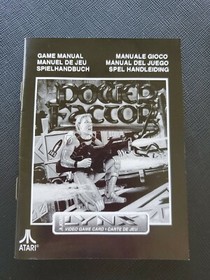 GAME MANUAL
MANUEL DE JEU
SPIELHANDBUCH
MANUALE GIOCO
MANUAL DEL JUEGO
SPEL HANDLEIDING
POWER
FACTOR
LYNX
VIDEO GAME CARD • CARTE DE JEU
ATARI®